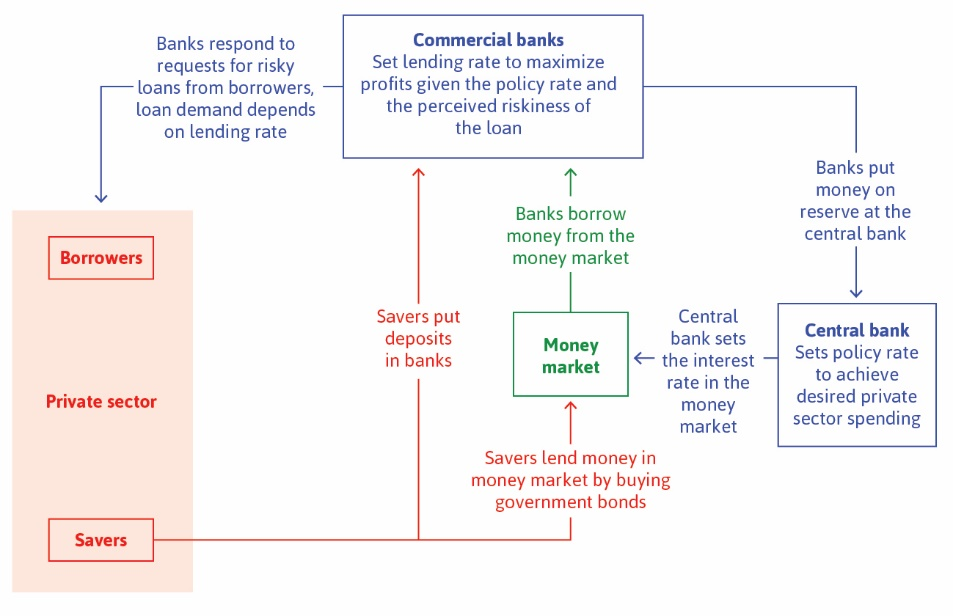 Banks respond to
requests for risky
loans from borrowers,
loan demand depends
on lending rate
Commercial banks
Set lending rate to maximize
profits given the policy rate and
the perceived riskiness of
the loan
Banks put
money on
reserve at the
central bank
Borrowers
Private sector
Savers
Savers put
deposits
in banks
Banks borrow
money from the
money market
Money
market
Savers lend money in
money market by buying
government bonds
Central
bank sets
the interest
rate in the
money
market
Central bank
Sets policy rate
to achieve
desired private
sector spending